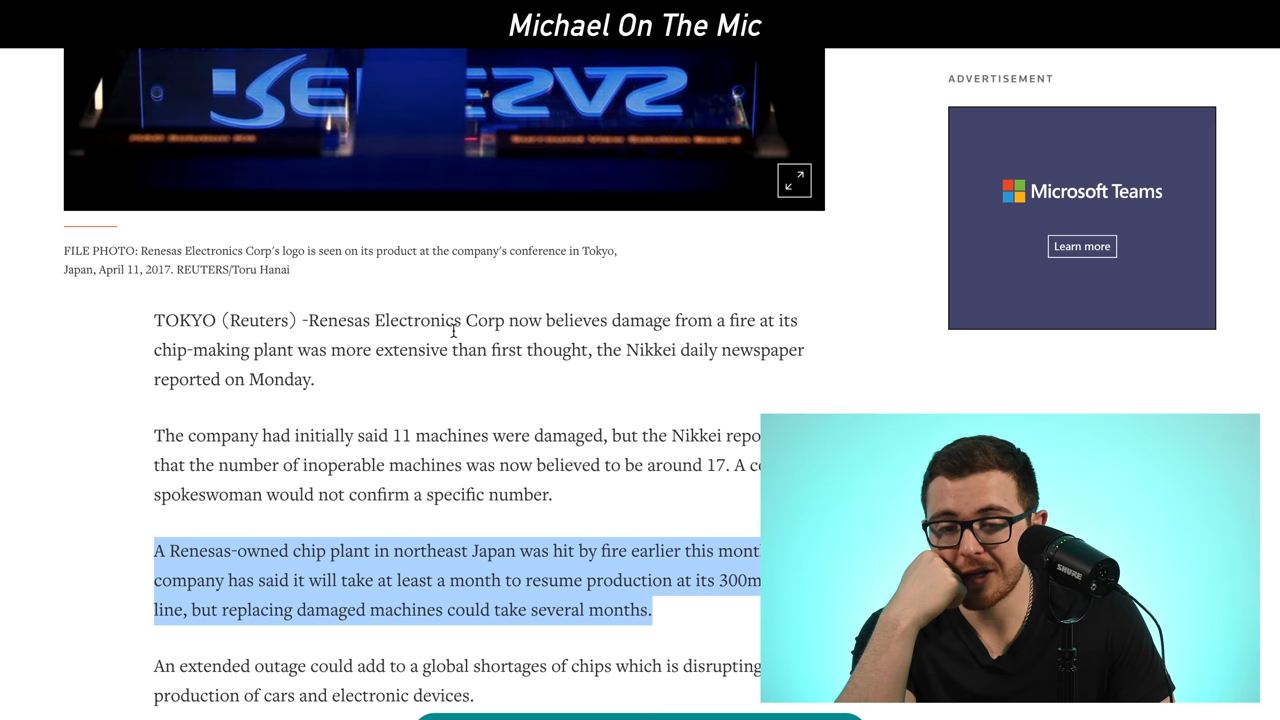 Michael On The Mic
ADVERTISEMENT
Microsoft Teams
Learn more
FILE PHOTO: Renesas Electronics Corp's logo is seen on its product at the company's conference in Tokyo,
Japan, April 11, 2017. REUTERS/Toru Hanai
TOKYO (Reuters) -Renesas Electronics Corp now believes damage from a fire at its
chip-making plant was more extensive than first thought, the Nikkei daily newspaper
reported on Monday.
The company had initially said 11 machines were damaged, but the Nikkei repo
that the number of inoperable machines was now believed to be around 17. A co
spokeswoman would not confirm a specific number.
A Renesas-owned chip plant in northeast Japan was hit by fire earlier this mont
company has said it will take at least a month to resume production at its 300m
line, but replacing damaged machines could take several months.
An extended outage could add to a global shortages of chips which is disrupting
production of cars and electronic devices.
SHURE